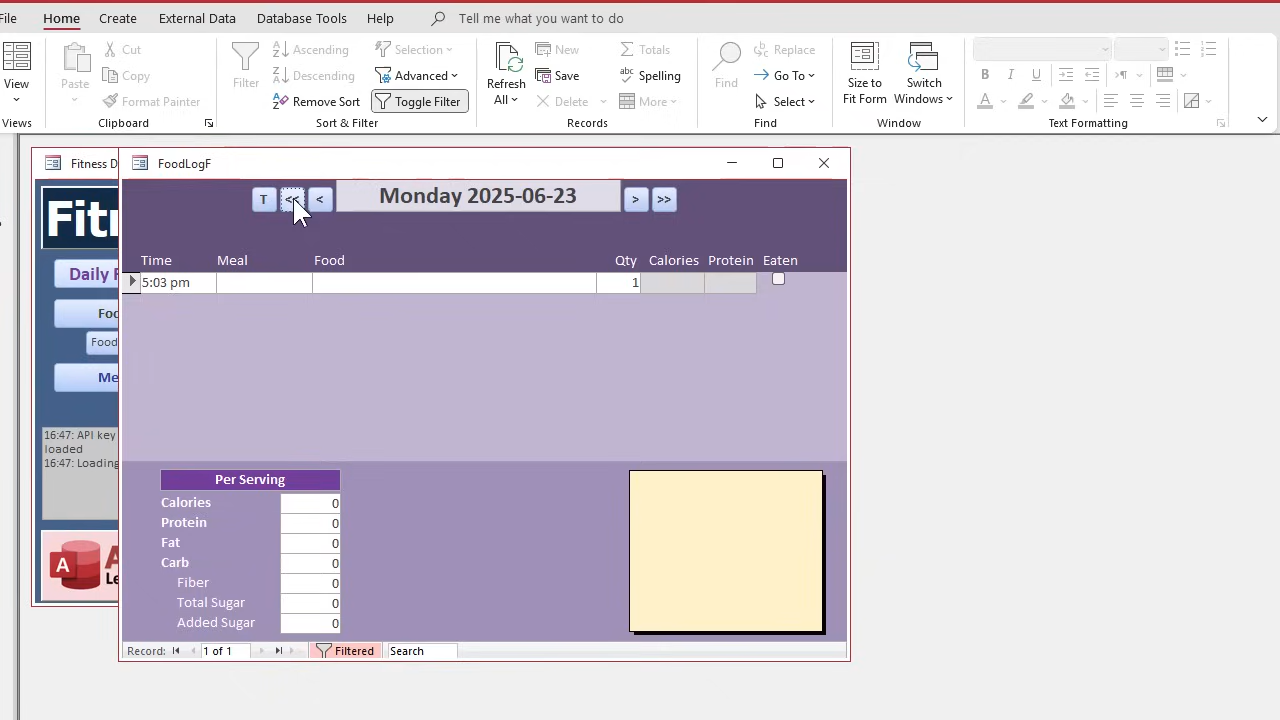 File Home Create External Data Database Tools Help Tell me what you want to do
View
Views
Paste
Cut
Copy
Format Painter
Clipboard
Filter
Ascending
Descending
Remove Sort
Selection
Advanced
Toggle Filter
Sort & Filter
Refresh
All
New
Save
Delete
Totals
Spelling
More
Records
Find
Replace
Go To
Select
Find
Size to
Fit Form
Switch
Windows
Window
B I U
A
Text Formatting
Fitness D
FoodLogF
T << < Monday 2025-06-23 > >>
Fitn
Daily F
Foo
Food
Me
16:47: API key
loaded
16:47: Loading
A
Le
Time Meal Food Qty Calories Protein Eaten
5:03 pm 1
Per Serving
Calories 0
Protein 0
Fat 0
Carb 0
Fiber 0
Total Sugar 0
Added Sugar 0
Record: 1 of 1 Filtered Search